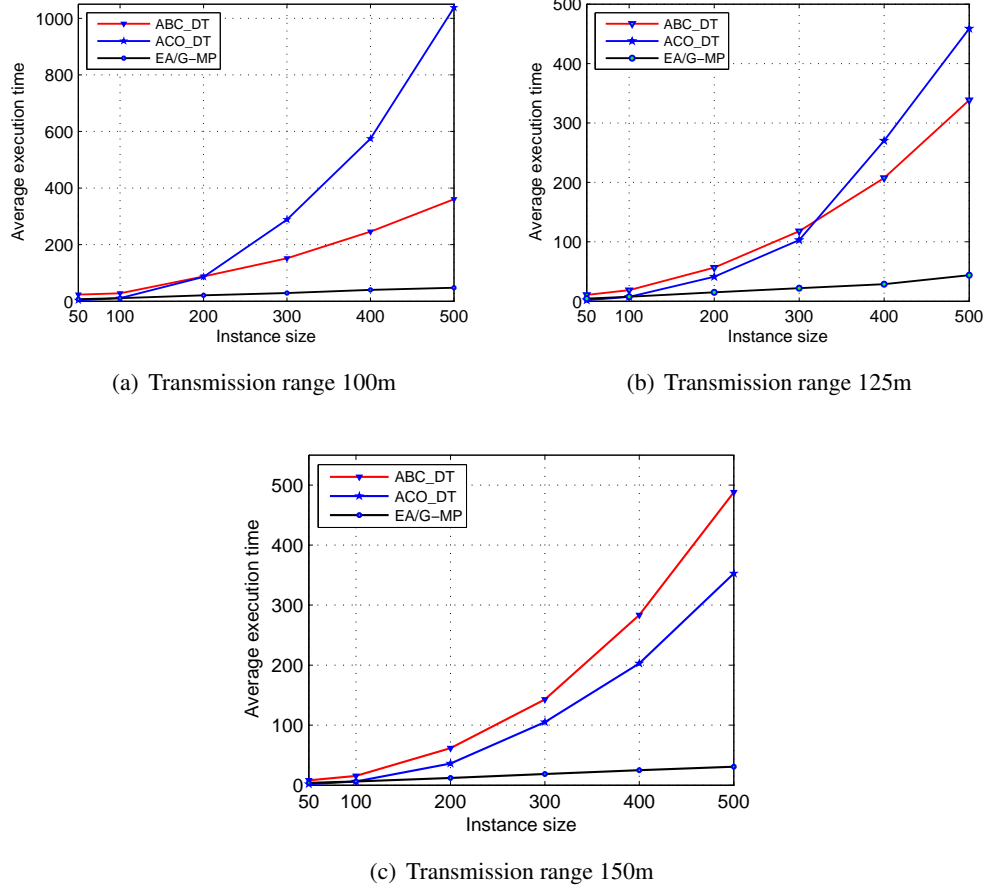 1000
800
600
400
200
0
Average execution time
50 100 200 300 400 500
Instance size
ABC_DT
ACO_DT
EA/G−MP
(a) Transmission range 100m
500
400
300
200
100
0
Average execution time
50 100 200 300 400 500
Instance size
ABC_DT
ACO_DT
EA/G−MP
(b) Transmission range 125m
500
400
300
200
100
0
Average execution time
50 100 200 300 400 500
Instance size
ABC_DT
ACO_DT
EA/G−MP
(c) Transmission range 150m